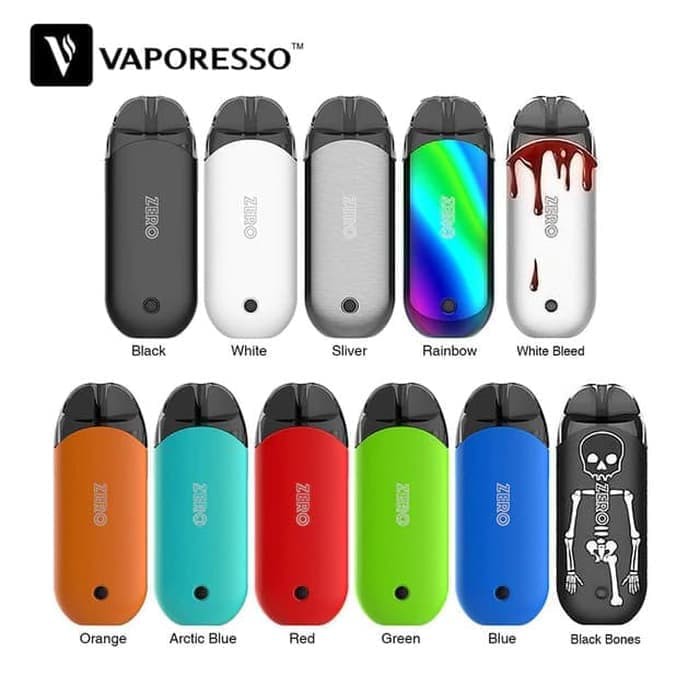 VAPORESSO™
ZERO ZERO ZERO ZERO ZERO
Black White Sliver Rainbow White Bleed
ZERO ZERO ZERO ZERO ZERO ZERO
Orange Arctic Blue Red Green Blue Black Bones